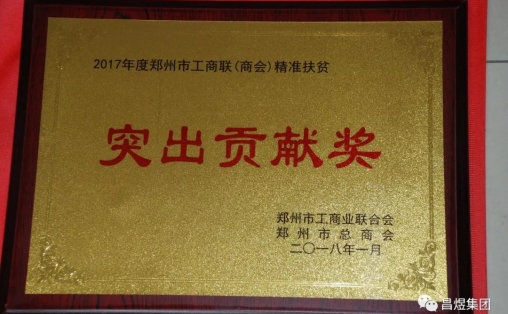 2017年度郑州市工商联(商会)精准扶贫
突出贡献奖
郑州市工商业联合会
郑州市总商会
二〇一八年一月
昌煜集团